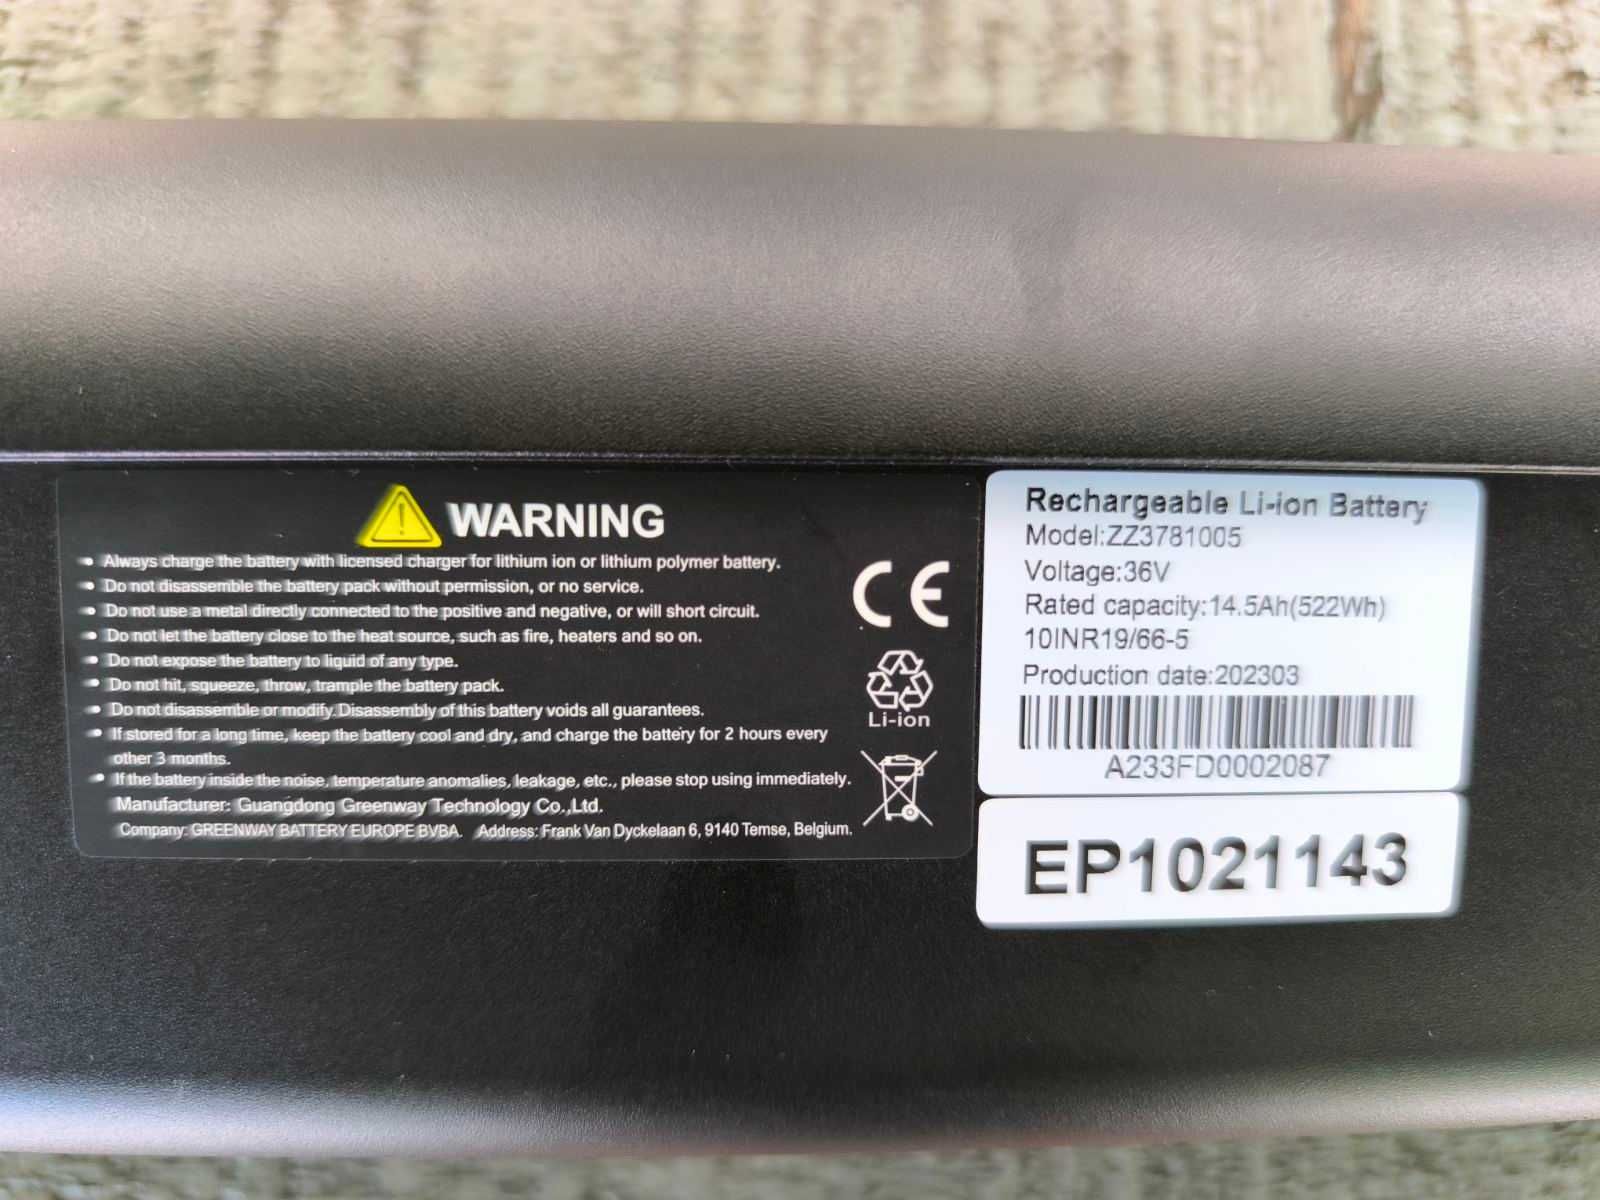 WARNING
• Always charge the battery with licensed charger for lithium ion or lithium polymer battery.
• Do not disassemble the battery pack without permission, or no service.
• Do not use a metal directly connected to the positive and negative, or will short circuit.
• Do not let the battery close to the heat source, such as fire, heaters and so on.
• Do not expose the battery to liquid of any type.
• Do not hit, squeeze, throw, trample the battery pack.
• Do not disassemble or modify. Disassembly of this battery voids all guarantees.
• If stored for a long time, keep the battery cool and dry, and charge the battery for 2 hours every
other 3 months.
• If the battery inside the noise, temperature anomalies, leakage, etc., please stop using immediately.
Manufacturer: Guangdong Greenway Technology Co.,Ltd.
Company: GREENWAY BATTERY EUROPE BVBA. Address: Frank Van Dyckelaan 6, 9140 Temse, Belgium.
CE
Li-ion
Rechargeable Li-ion Battery
Model:ZZ3781005
Voltage:36V
Rated capacity:14.5Ah(522Wh)
10INR19/66-5
Production date:202303
A233FD0002087
EP1021143